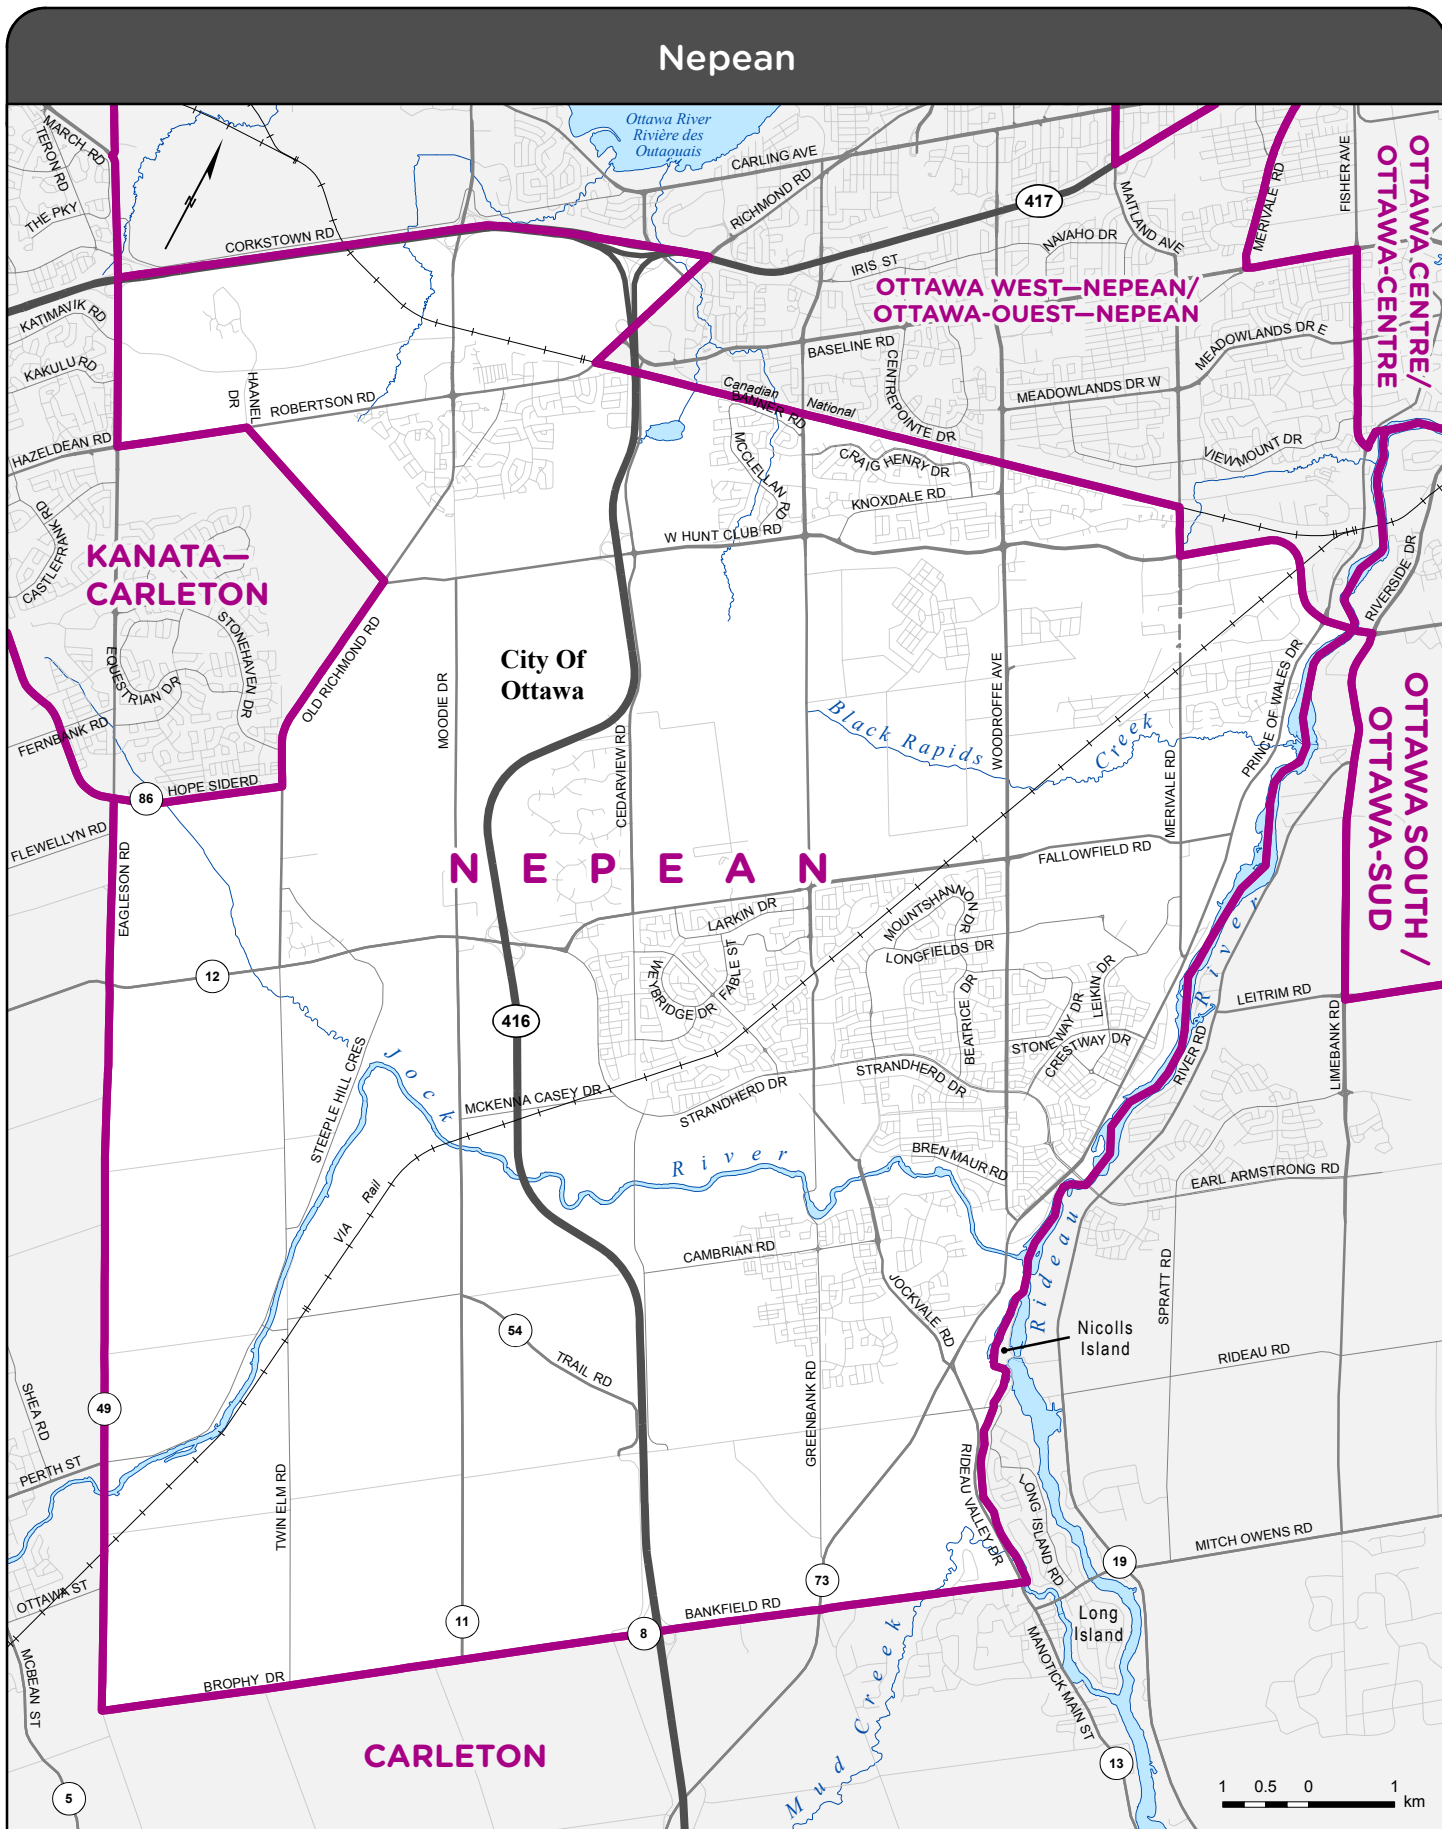 Nepean
MARCH RD
TERON RD
THE PKY
CORKSTOWN RD
KATIMAVIK RD
KAKULU RD
HAZELDEAN RD
HAANEL
DR
ROBERTSON RD
Ottawa River
Rivière des
Outaouais
CARLING AVE
RICHMOND RD
417
MAITLAND AVE
NAVAHO DR
IRIS ST
MERIVALE RD
FISHER AVE
OTTAWA CENTRE/
OTTAWA-CENTRE
OTTAWA WEST—NEPEAN/
OTTAWA-OUEST—NEPEAN
BASELINE RD
CENTREPOINTE DR
MEADOWLANDS DR E
MEADOWLANDS DR W
VIEWMOUNT DR
Canadian
National
BANNER RD
MCCLELLAN RD
CRAIG HENRY DR
KNOXDALE RD
W HUNT CLUB RD
CASTLEFRANK RD
KANATA—
CARLETON
STONEHAVEN DR
EQUESTRIAN DR
FERNBANK RD
OLD RICHMOND RD
86
HOPE SIDERD
FLEWELLYN RD
EAGLESON RD
MOODIE DR
City Of
Ottawa
CEDARVIEW RD
Black Rapids
Creek
WOODROFFE AVE
MERIVALE RD
PRINCE OF WALES DR
RIVERSIDE DR
OTTAWA SOUTH /
OTTAWA-SUD
NEPEAN
FALLOWFIELD RD
LARKIN DR
FABLE ST
WEYBRIDGE DR
MOUNTSHANNON DR
LONGFIELDS DR
BEATRICE DR
STONEWAY DR
LEIKIN DR
CRESTWAY DR
River
LEITRIM RD
LIMEBANK RD
RIVER RD
12
416
STEEPLE HILL CRES
Jock
River
MCKENNA CASEY DR
STRANDHERD DR
STRANDHERD DR
BREN MAUR RD
EARL ARMSTRONG RD
VIA Rail
CAMBRIAN RD
JOCKVALE RD
Rideau
SPRATT RD
Nicolls
Island
RIDEAU RD
54
TRAIL RD
GREENBANK RD
SHEA RD
49
PERTH ST
TWIN ELM RD
RIDEAU VALLEY DR
LONG ISLAND RD
MITCH OWENS RD
19
OTTAWA ST
MCBEAN ST
11
8
73
BANKFIELD RD
BROPHY DR
Long
Island
MANOTICK MAIN ST
Mud Creek
CARLETON
5
13
1 0.5 0 1
km